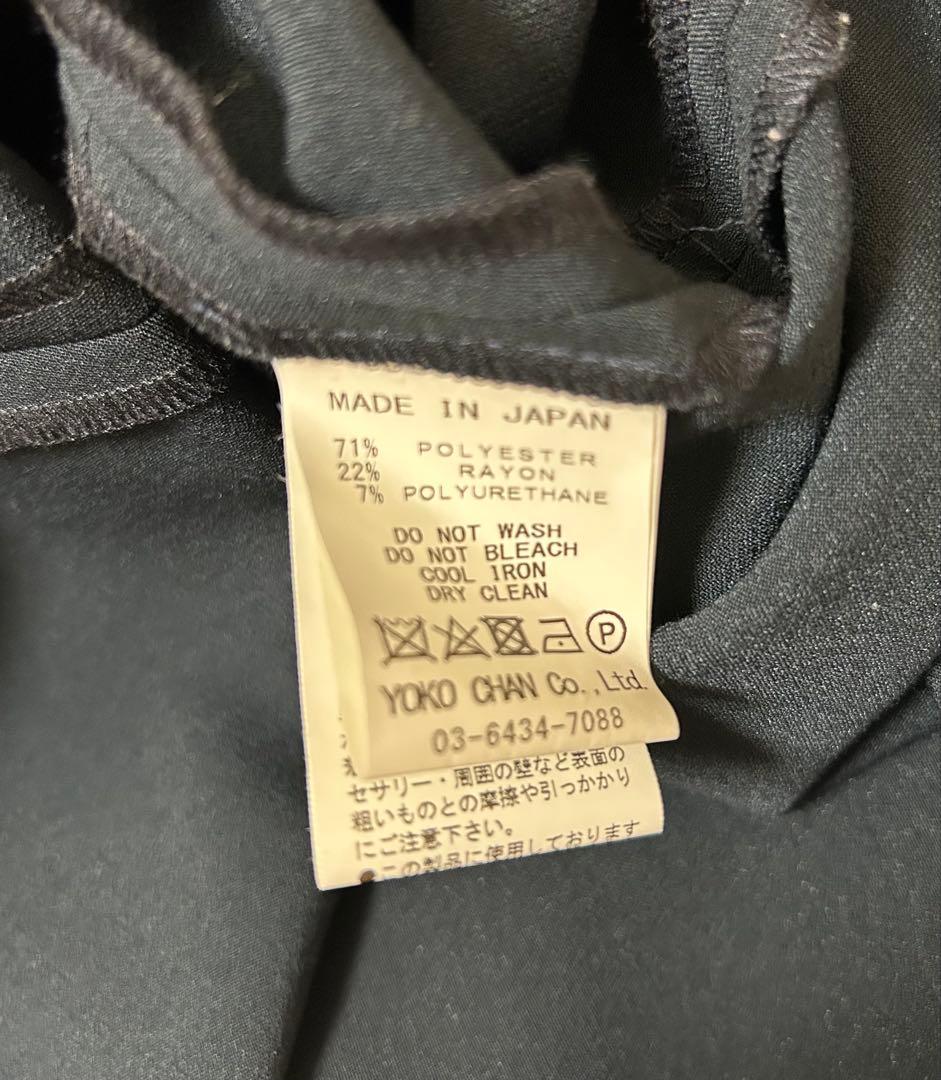 MADE IN JAPAN
71% POLYESTER
22% RAYON
7% POLYURETHANE
DO NOT WASH
DO NOT BLEACH
COOL IRON
DRY CLEAN
P
YOKO CHAN Co.,Ltd.
03-6434-7088
セサリー・周囲の壁など表面の
粗いものとの摩擦や引っかかり
にご注意下さい。
●この製品に使用しております